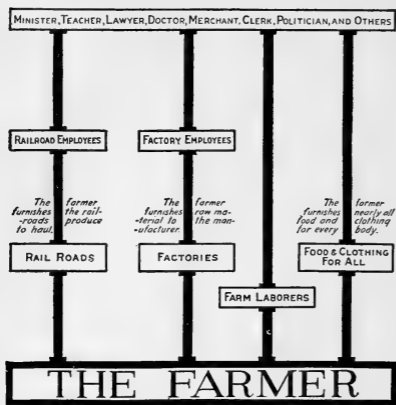 MINISTER, TEACHER, LAWYER, DOCTOR, MERCHANT, CLERK, POLITICIAN, AND OTHERS
RAILROAD EMPLOYEES
FACTORY EMPLOYEES
The farmer
furnishes the rail-
-roads produce
to haul.
The farmer
furnishes raw ma-
-terial to the man-
-ufacturer.
The farmer
furnishes nearly all
food and clothing
for every body.
RAIL ROADS
FACTORIES
FOOD & CLOTHING
FOR ALL
FARM LABORERS
THE FARMER